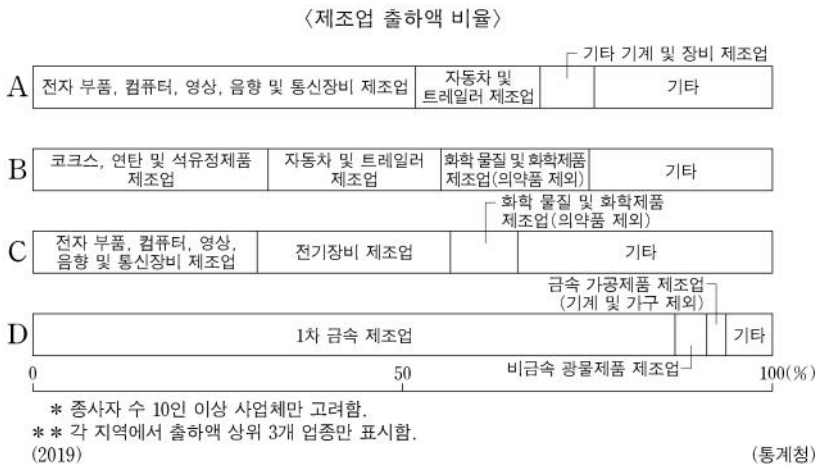 〈제조업 출하액 비율〉
기타 기계 및 장비 제조업
A
전자 부품, 컴퓨터, 영상, 음향 및 통신장비 제조업
자동차 및
트레일러 제조업
기타
B
코크스, 연탄 및 석유정제품
제조업
자동차 및 트레일러
제조업
화학 물질 및 화학제품
제조업(의약품 제외)
기타
화학 물질 및 화학제품
제조업(의약품 제외)
C
전자 부품, 컴퓨터, 영상,
음향 및 통신장비 제조업
전기장비 제조업
기타
금속 가공제품 제조업
(기계 및 가구 제외)
D
1차 금속 제조업
기타
비금속 광물제품 제조업
0
50
100(%)
* 종사자 수 10인 이상 사업체만 고려함.
* * 각 지역에서 출하액 상위 3개 업종만 표시함.
(2019)
(통계청)